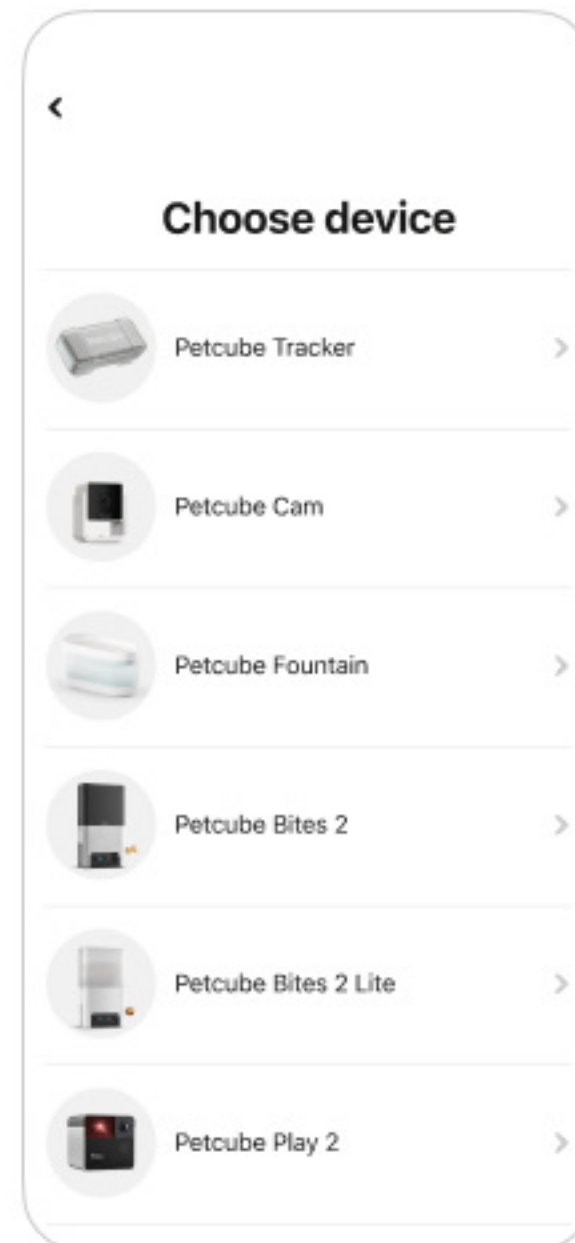 Choose device
Petcube Tracker
Petcube Cam
Petcube Fountain
Petcube Bites 2
Petcube Bites 2 Lite
Petcube Play 2